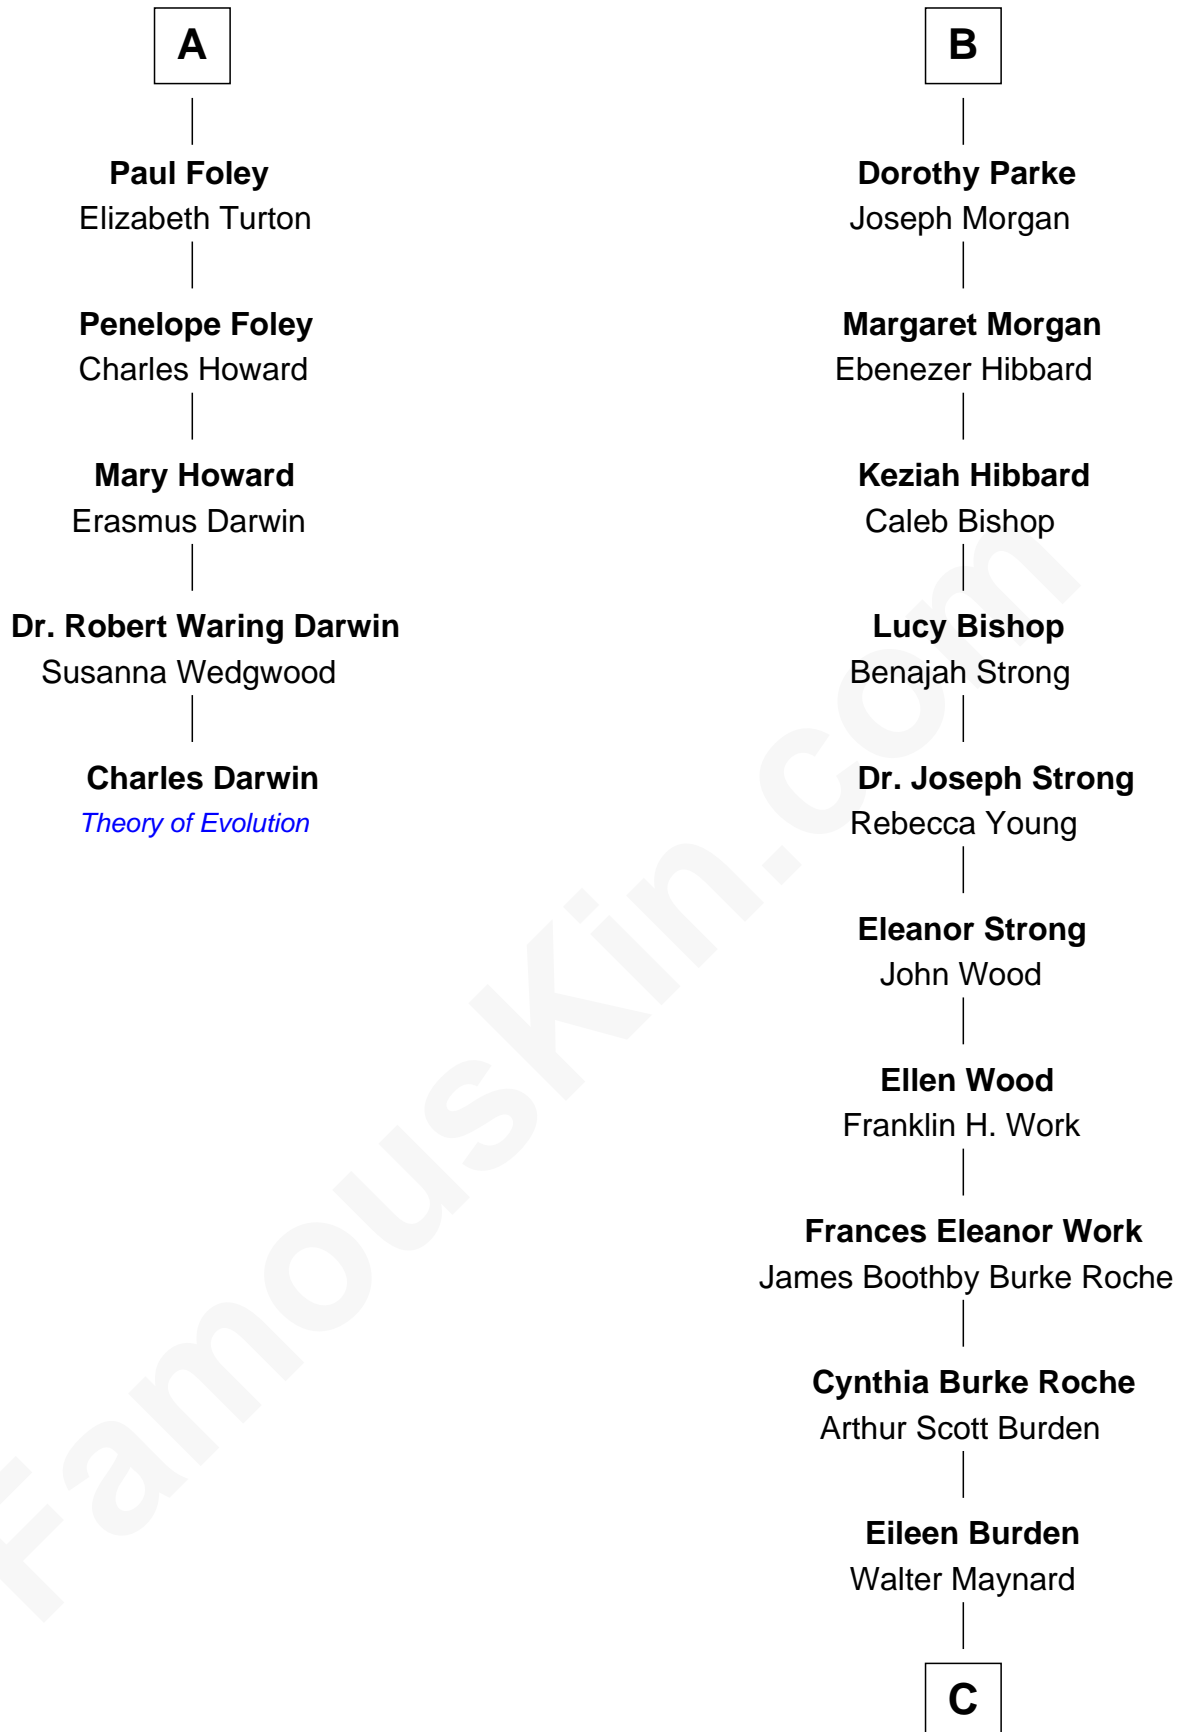 A
Paul Foley
Elizabeth Turton
Penelope Foley
Charles Howard
Mary Howard
Erasmus Darwin
Dr. Robert Waring Darwin
Susanna Wedgwood
Charles Darwin
Theory of Evolution
B
Dorothy Parke
Joseph Morgan
Margaret Morgan
Ebenezer Hibbard
Keziah Hibbard
Caleb Bishop
Lucy Bishop
Benajah Strong
Dr. Joseph Strong
Rebecca Young
Eleanor Strong
John Wood
Ellen Wood
Franklin H. Work
Frances Eleanor Work
James Boothby Burke Roche
Cynthia Burke Roche
Arthur Scott Burden
Eileen Burden
Walter Maynard
C
FamousKin.com